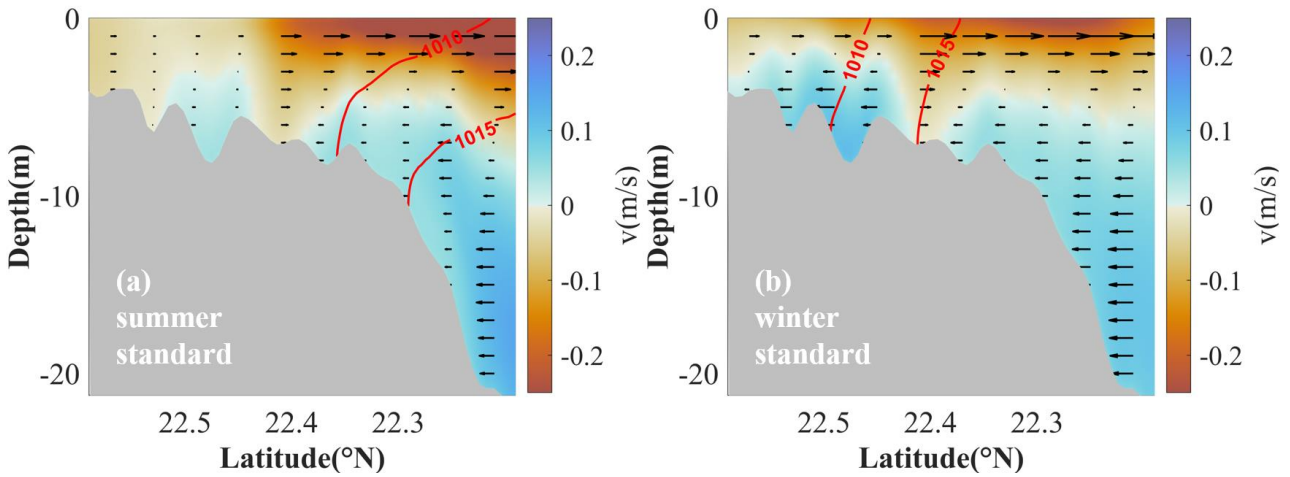 0
-10
-20
Depth(m)
22.5
22.4
22.3
Latitude(°N)
(a)
summer
standard
1010
1015
0.2
0.1
0
-0.1
-0.2
v(m/s)
0
-10
-20
Depth(m)
22.5
22.4
22.3
Latitude(°N)
(b)
winter
standard
1010
1015
0.2
0.1
0
-0.1
-0.2
v(m/s)